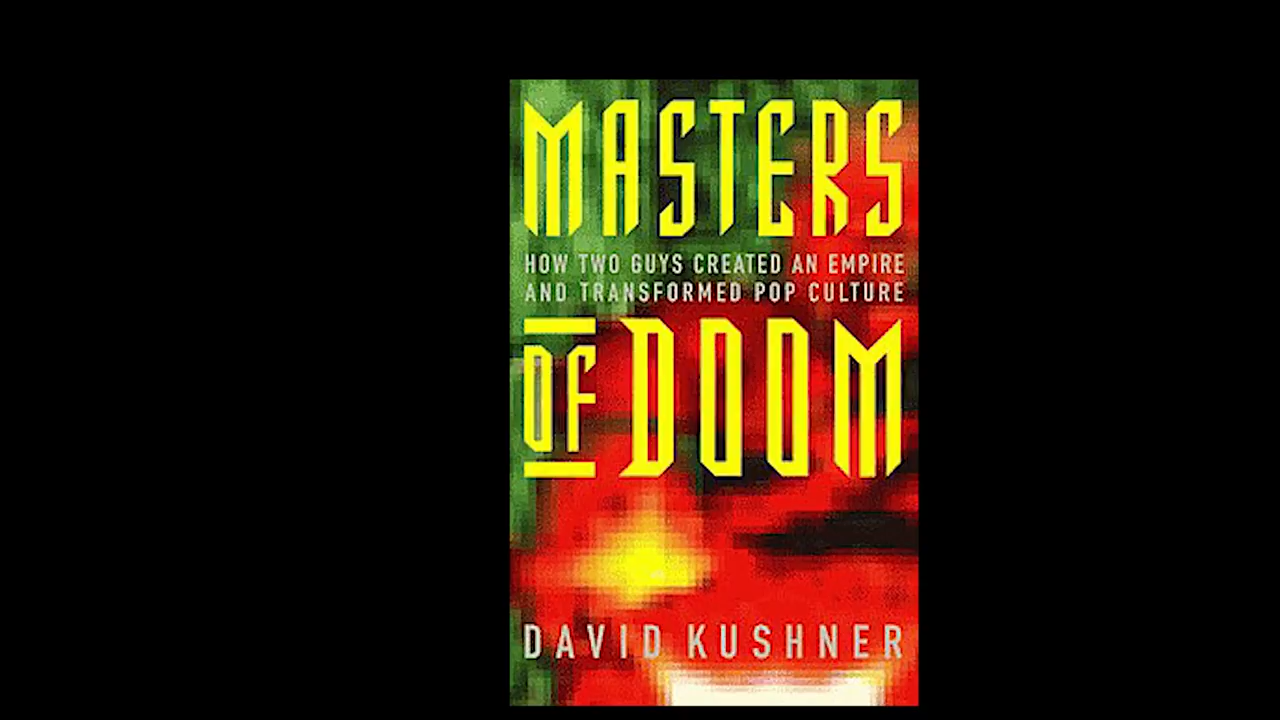 MASTERS
HOW TWO GUYS CREATED AN EMPIRE
AND TRANSFORMED POP CULTURE
OF DOOM
DAVID KUSHNER